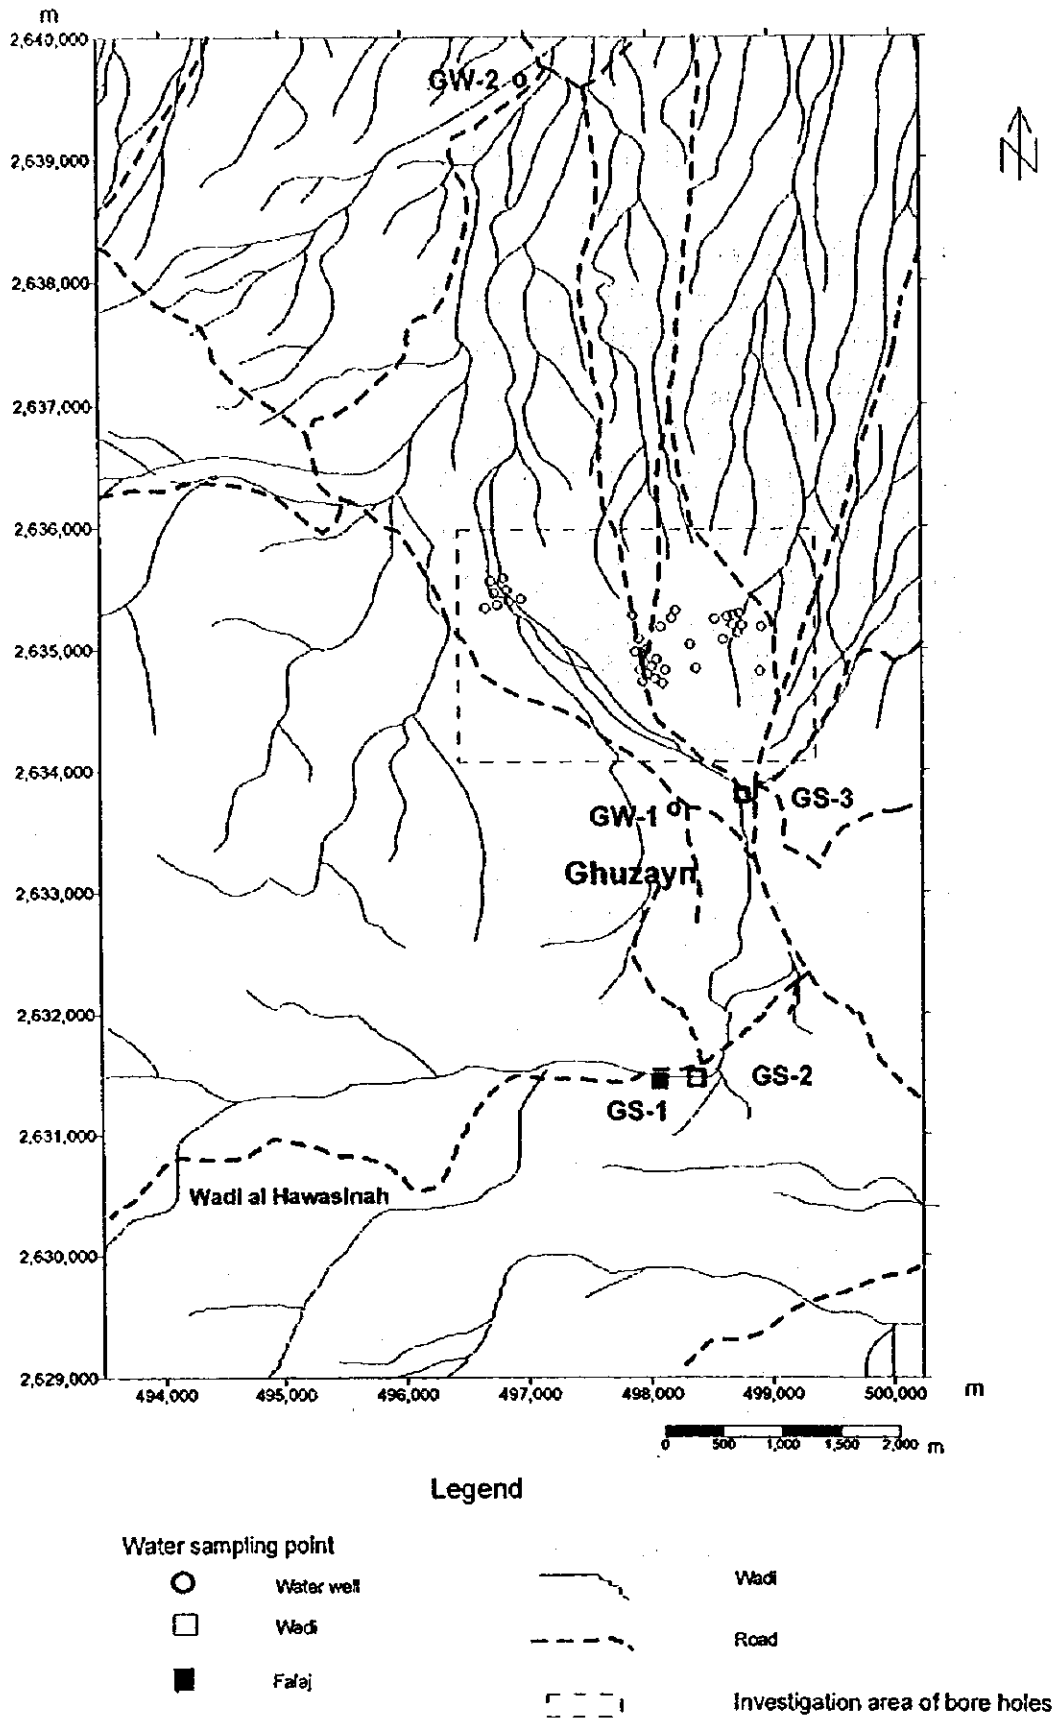 m
2,640,000
GW-2
2,639,000
2,638,000
2,637,000
2,636,000
2,635,000
2,634,000
GS-3
GW-1
Ghuzayn
2,633,000
2,632,000
GS-2
GS-1
2,631,000
Wadi al Hawasinah
2,630,000
2,629,000
494,000 495,000 496,000 497,000 498,000 499,000 500,000 m
0 500 1,000 1,500 2,000 m
Legend
Water sampling point
Water well
Wadi
Wadi
Road
Falaj
Investigation area of bore holes